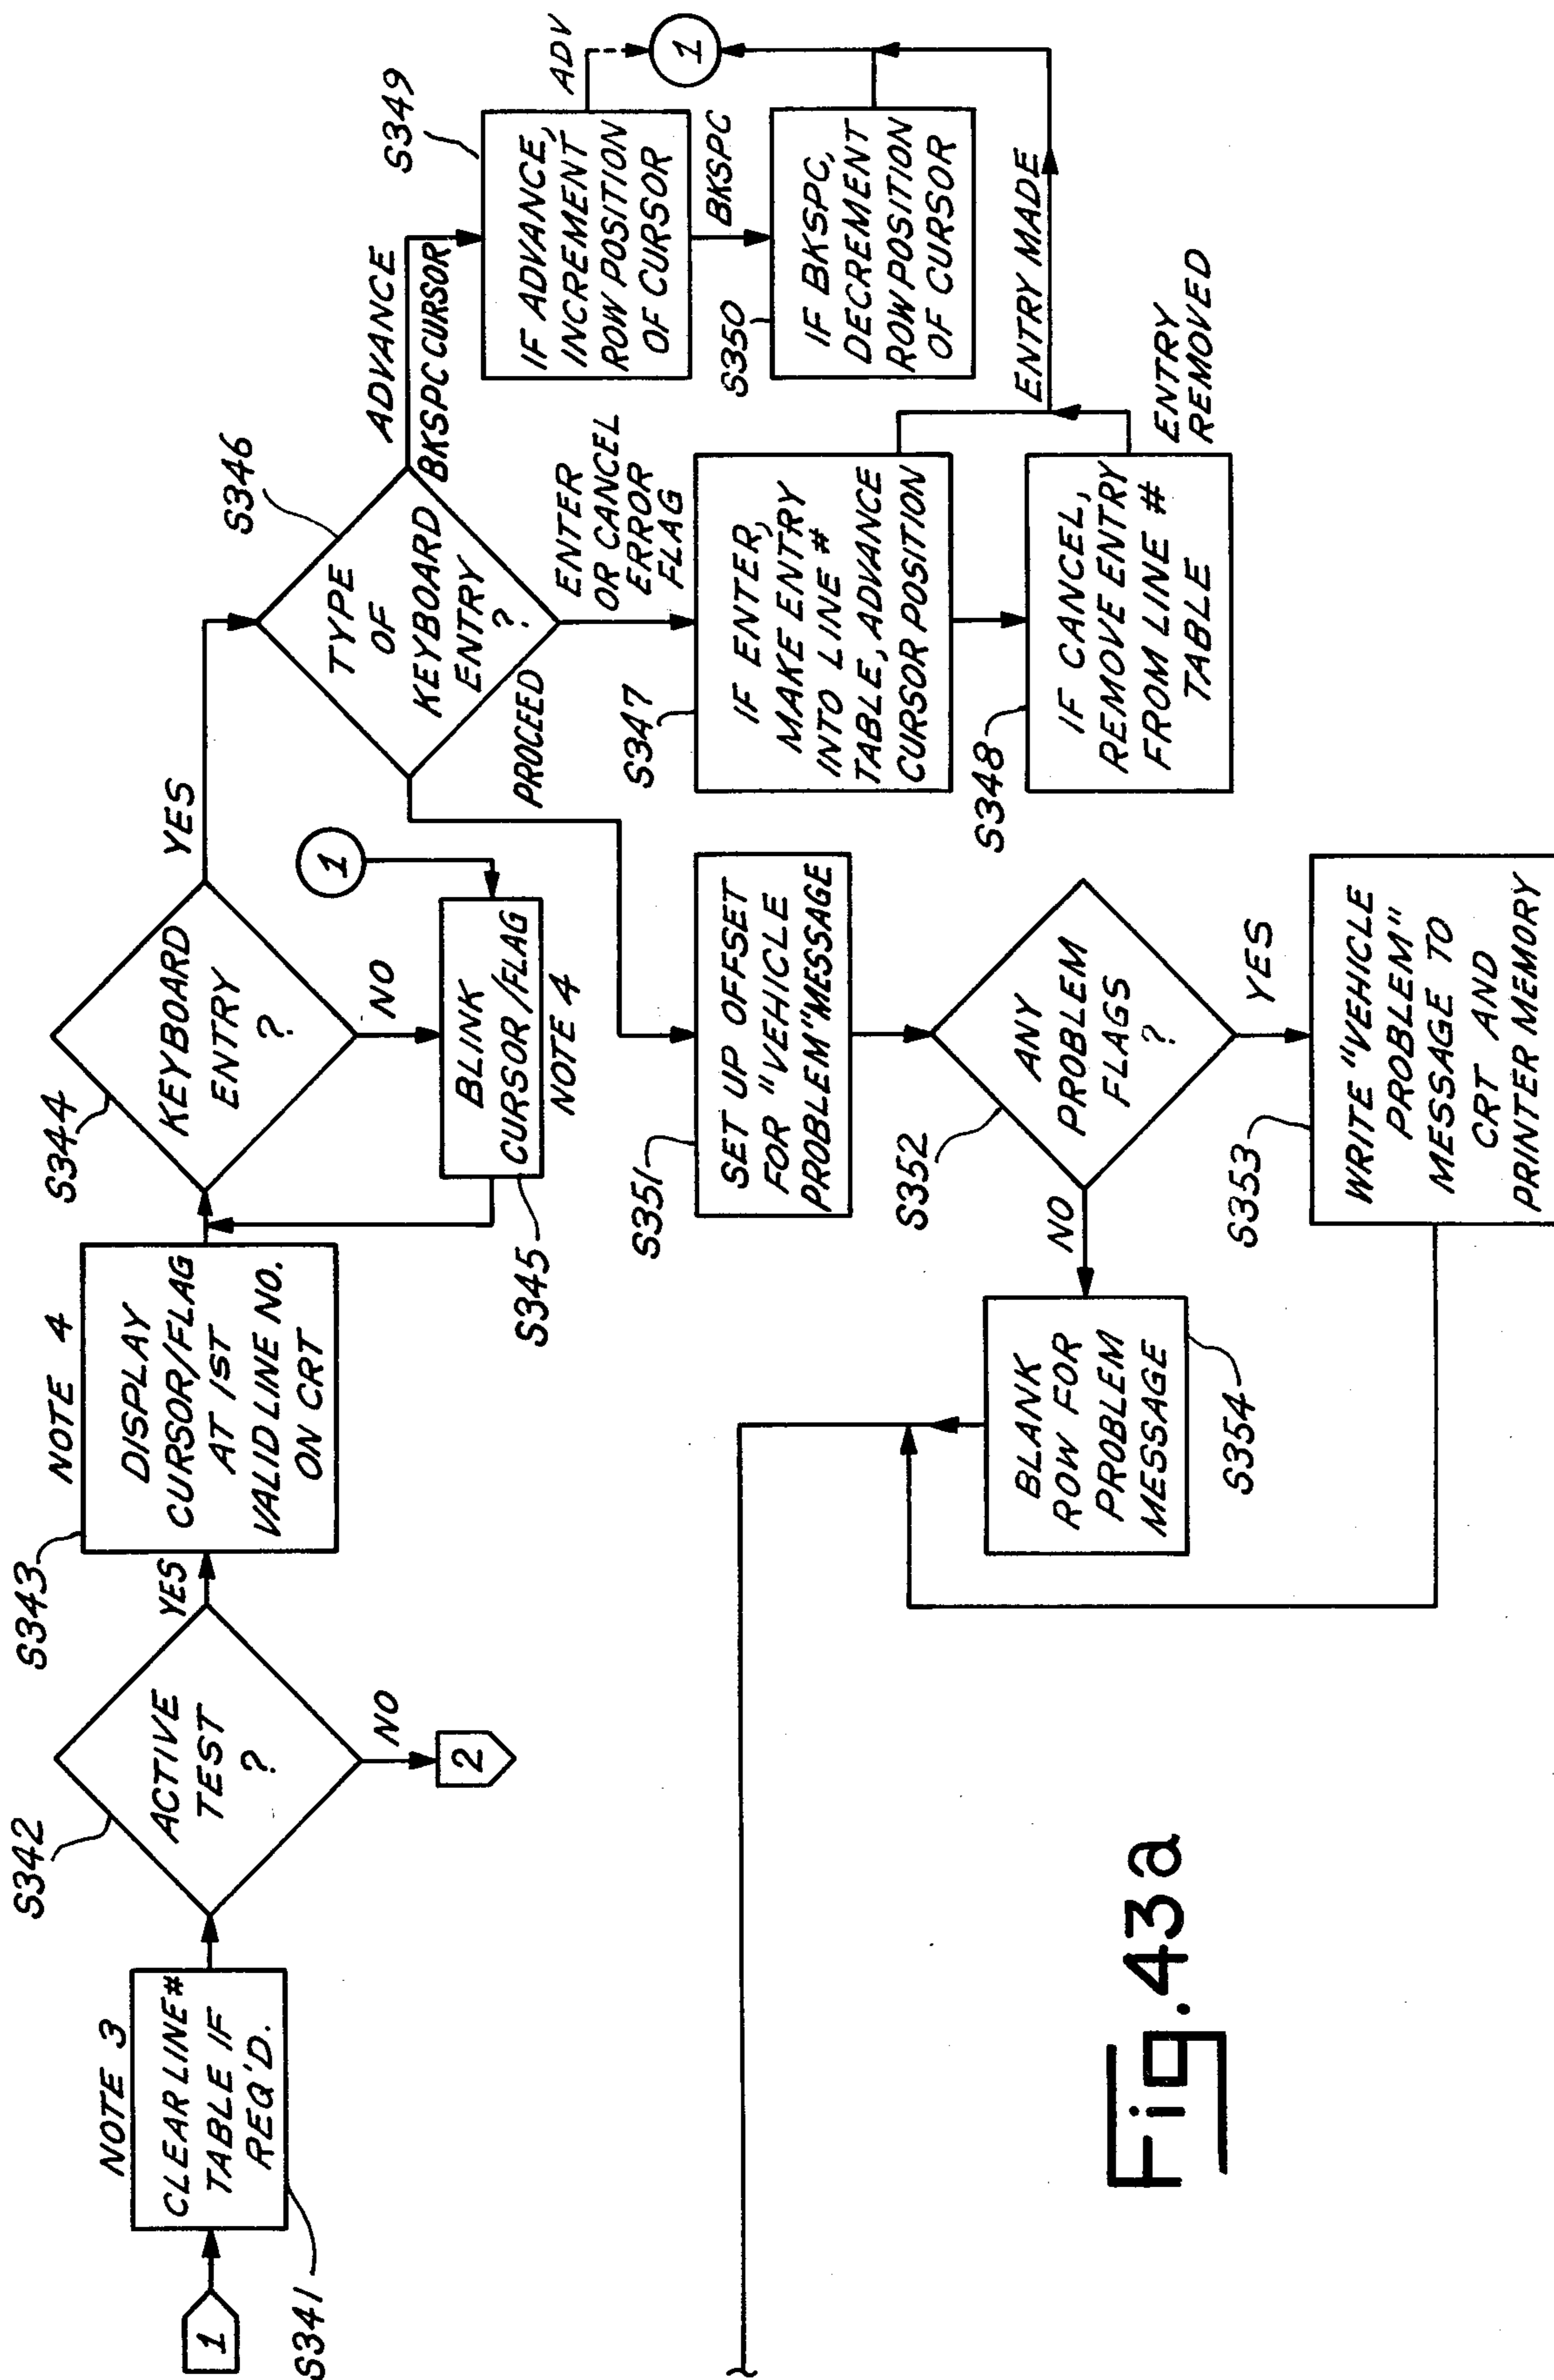 1
NOTE 3
CLEAR LINE #
TABLE IF
REQ'D.
S341
S342
ACTIVE
TEST
?
YES
NO
2
S343
NOTE 4
DISPLAY
CURSOR/FLAG
AT 1ST
VALID LINE NO.
ON CRT
S344
KEYBOARD
ENTRY
?
YES
NO
1
BLINK
CURSOR/FLAG
NOTE 4
S345
S346
TYPE
OF
KEYBOARD
ENTRY
?
ADVANCE
BKSPC CURSOR
S349
IF ADVANCE,
INCREMENT
ROW POSITION
OF CURSOR
ADV
1
BKSPC
S350
IF BKSPC,
DECREMENT
ROW POSITION
OF CURSOR
ENTER
OR CANCEL
ERROR
FLAG
PROCEED
S347
IF ENTER,
MAKE ENTRY
INTO LINE #
TABLE, ADVANCE
CURSOR POSITION
ENTRY MADE
S348
IF CANCEL,
REMOVE ENTRY
FROM LINE #
TABLE
ENTRY
REMOVED
S351
SET UP OFFSET
FOR "VEHICLE
PROBLEM" MESSAGE
S352
ANY
PROBLEM
FLAGS
?
NO
YES
BLANK
ROW FOR
PROBLEM
MESSAGE
S354
S353
WRITE "VEHICLE
PROBLEM"
MESSAGE TO
CRT AND
PRINTER MEMORY
Fig.43a